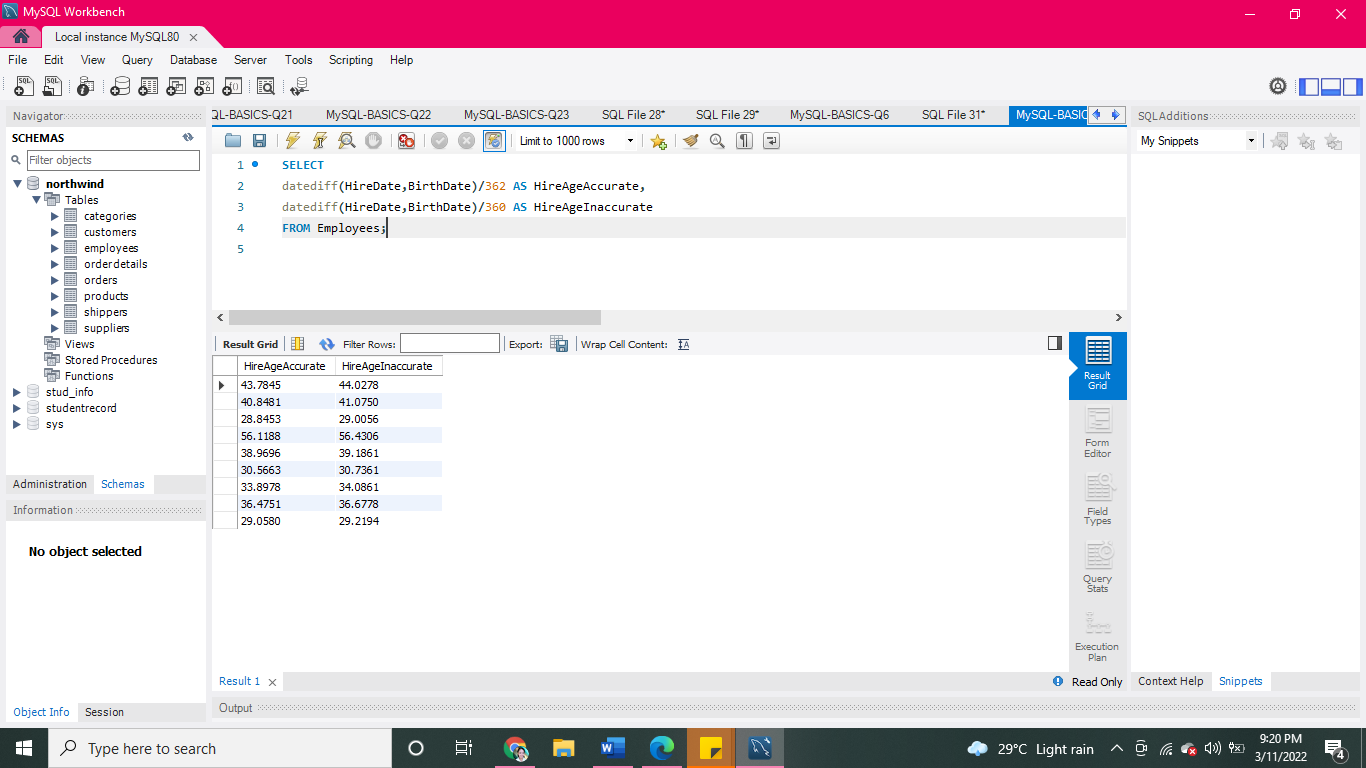 MySQL Workbench
Local instance MySQL80
File Edit View Query Database Server Tools Scripting Help
Navigator
SCHEMAS
Filter objects
northwind
Tables
categories
customers
employees
orderdetails
orders
products
shippers
suppliers
Views
Stored Procedures
Functions
stud_info
studentrecord
sys
Administration Schemas
Information
No object selected
Object Info Session
QL-BASICS-Q21 MySQL-BASICS-Q22 MySQL-BASICS-Q23 SQL File 28* SQL File 29* MySQL-BASICS-Q6 SQL File 31* MySQL-BASIC
Limit to 1000 rows
1 SELECT
2 datediff(HireDate,BirthDate)/362 AS HireAgeAccurate,
3 datediff(HireDate,BirthDate)/360 AS HireAgeInaccurate
4 FROM Employees;
5
Result Grid Filter Rows: Export: Wrap Cell Content:
HireAgeAccurate HireAgeInaccurate
43.7845 44.0278
40.8481 41.0750
28.8453 29.0056
56.1188 56.4306
38.9696 39.1861
30.5663 30.7361
33.8978 34.0861
36.4751 36.6778
29.0580 29.2194
Result
Grid
Form
Editor
Field
Types
Query
Stats
Execution
Plan
Result 1
Read Only
Output
SQLAdditions
My Snippets
Context Help Snippets
Type here to search
29°C Light rain
9:20 PM
3/11/2022
4